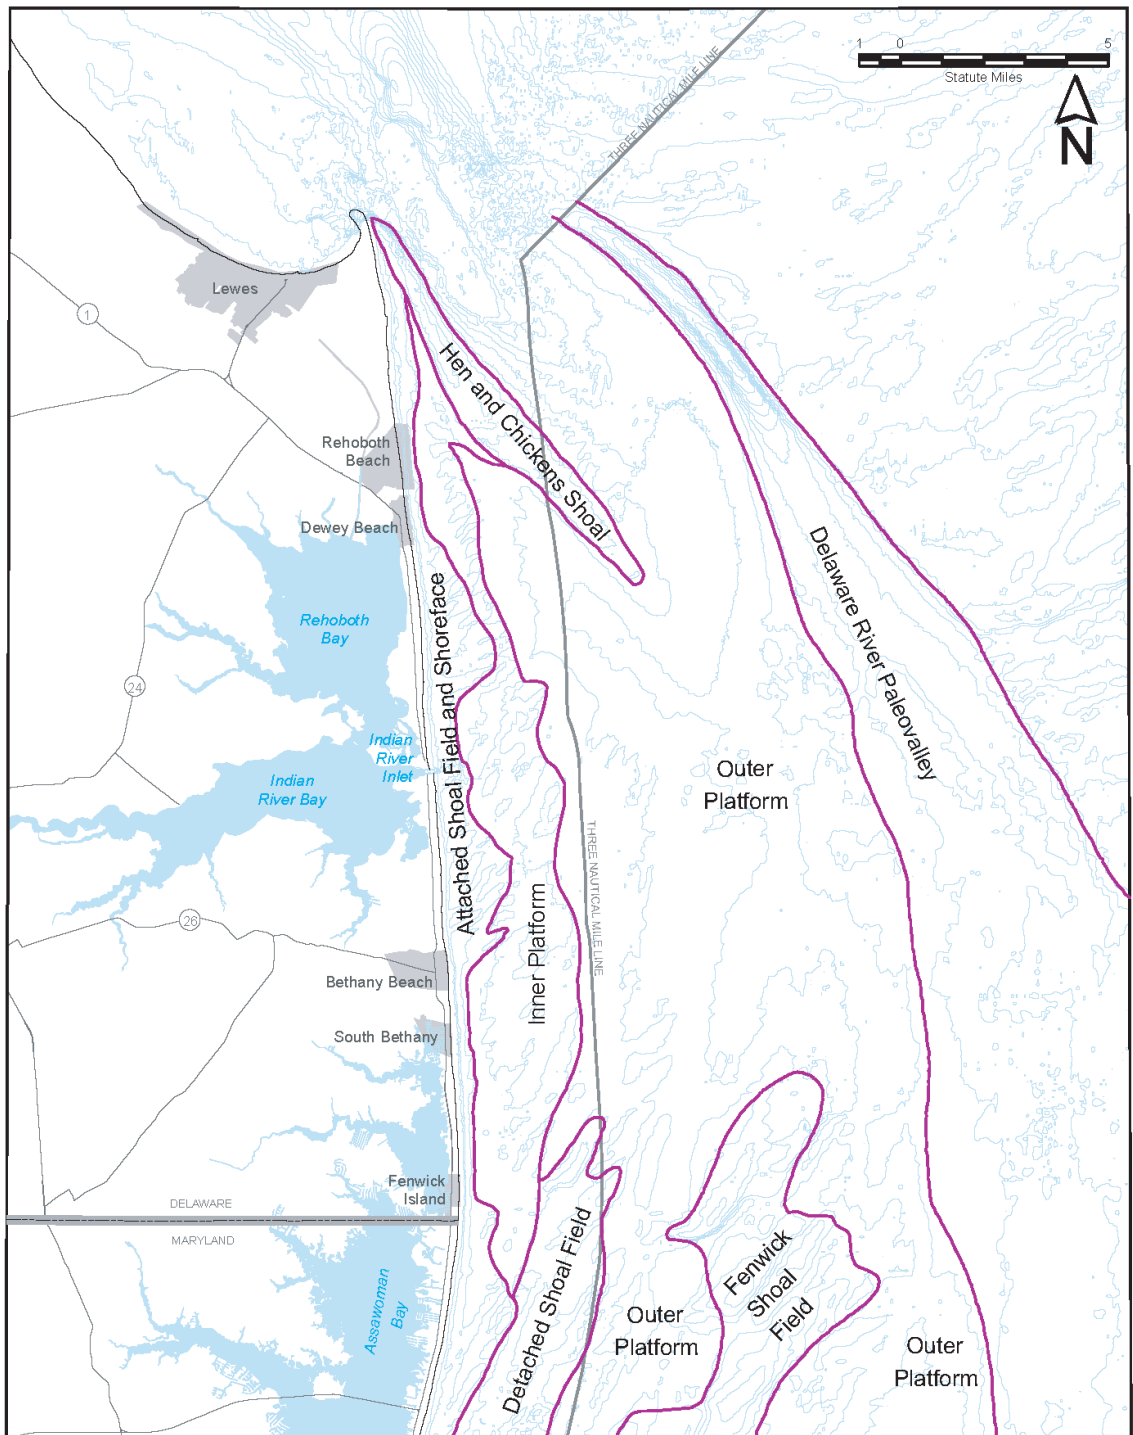 1 0 5
Statute Miles
N
THREE NAUTICAL MILE LINE
Lewes
1
Hen and Chickens Shoal
Rehoboth
Beach
Dewey Beach
Delaware River Paleovalley
Attached Shoal Field and Shoreface
Rehoboth
Bay
24
Indian
River
Inlet
Indian
River Bay
Outer
Platform
THREE NAUTICAL MILE LINE
Inner Platform
26
Bethany Beach
South Bethany
Fenwick
Island
DELAWARE
MARYLAND
Assawoman
Bay
Detached Shoal Field
Fenwick
Shoal
Field
Outer
Platform
Outer
Platform